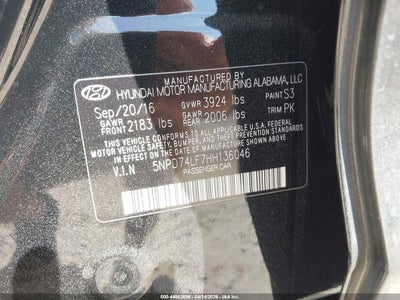 MANUFACTURED BY
HYUNDAI MOTOR MANUFACTURING ALABAMA, LLC
Sep/20/16 GVWR 3924 lbs PAINT S3
GAWR FRONT 2183 lbs GAWR REAR 2006 lbs TRIM PK
THIS VEHICLE CONFORMS TO ALL APPLICABLE FEDERAL
MOTOR VEHICLE SAFETY, BUMPER, AND THEFT PREVENTION
STANDARDS IN EFFECT ON THE DATE OF MANUFACTURE SHOWN ABOVE.
V.I.N 5NPD74LF7HH136046
PASSENGER CAR